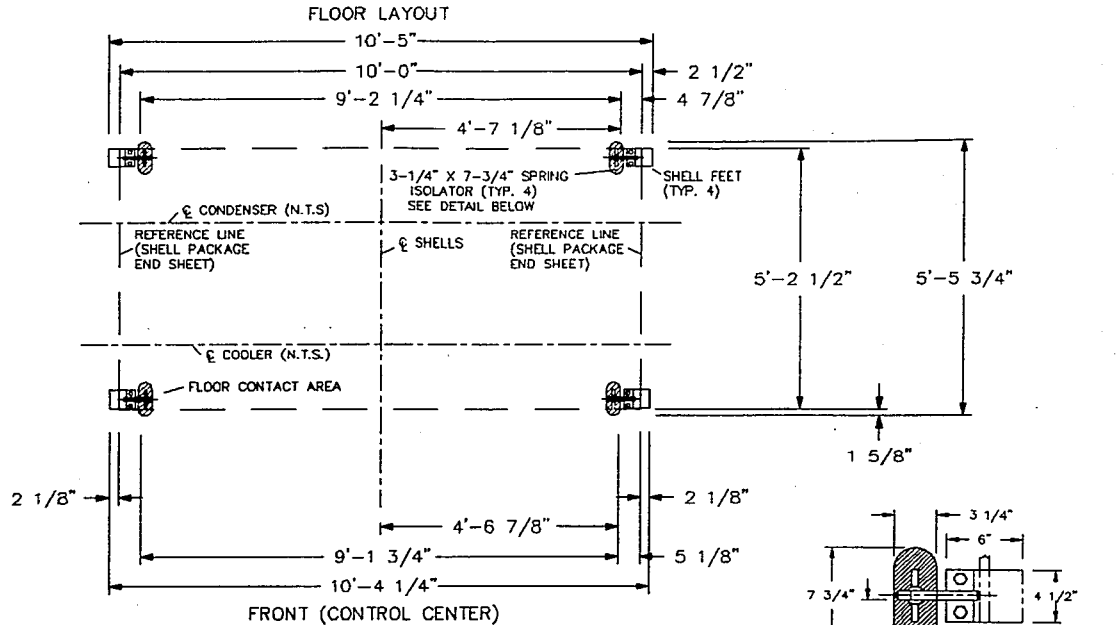 FLOOR LAYOUT
10'-5"
10'-0"
2 1/2"
9'-2 1/4"
4 7/8"
4'-7 1/8"
3-1/4" X 7-3/4" SPRING
ISOLATOR (TYP. 4)
SEE DETAIL BELOW
SHELL FEET
(TYP. 4)
℄ CONDENSER (N.T.S)
REFERENCE LINE
(SHELL PACKAGE
END SHEET)
℄ SHELLS
REFERENCE LINE
(SHELL PACKAGE
END SHEET)
5'-2 1/2"
5'-5 3/4"
℄ COOLER (N.T.S.)
FLOOR CONTACT AREA
1 5/8"
2 1/8"
2 1/8"
4'-6 7/8"
9'-1 3/4"
5 1/8"
10'-4 1/4"
FRONT (CONTROL CENTER)
3 1/4"
6"
7 3/4"
4 1/2"